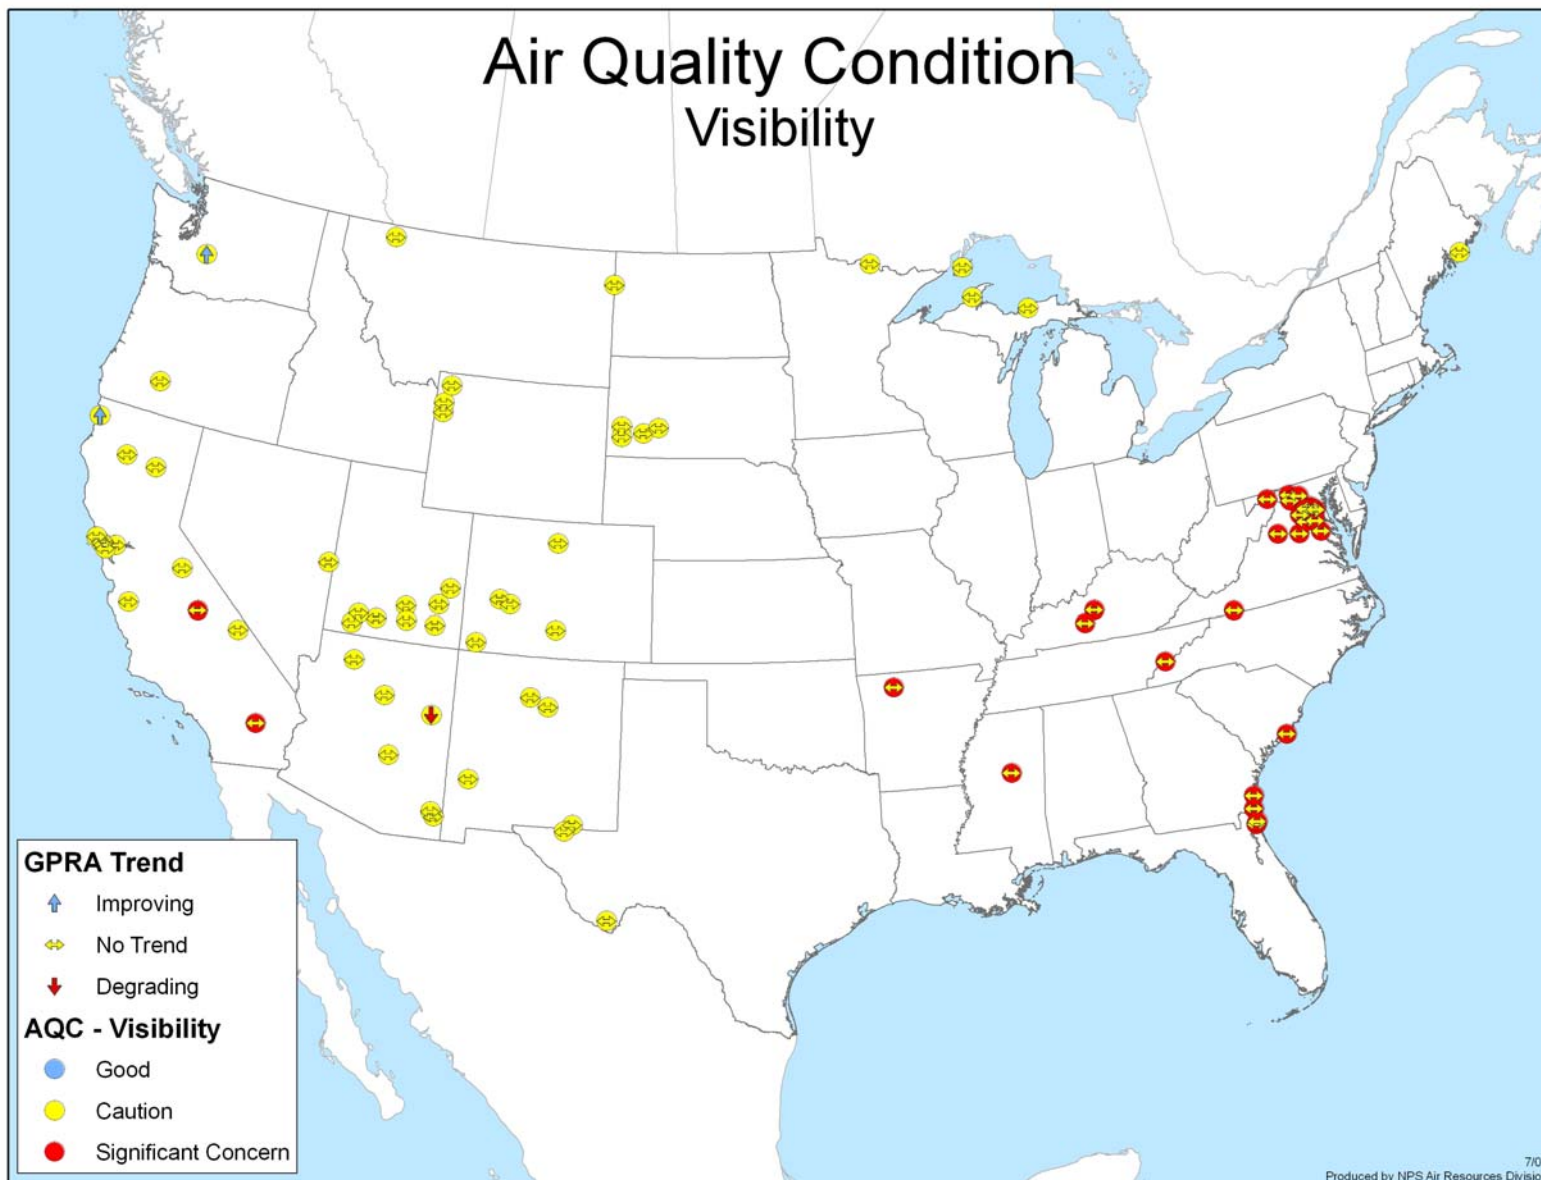 Air Quality Condition
Visibility
GPRA Trend
Improving
No Trend
Degrading
AQC - Visibility
Good
Caution
Significant Concern
Produced by NPS Air Resources